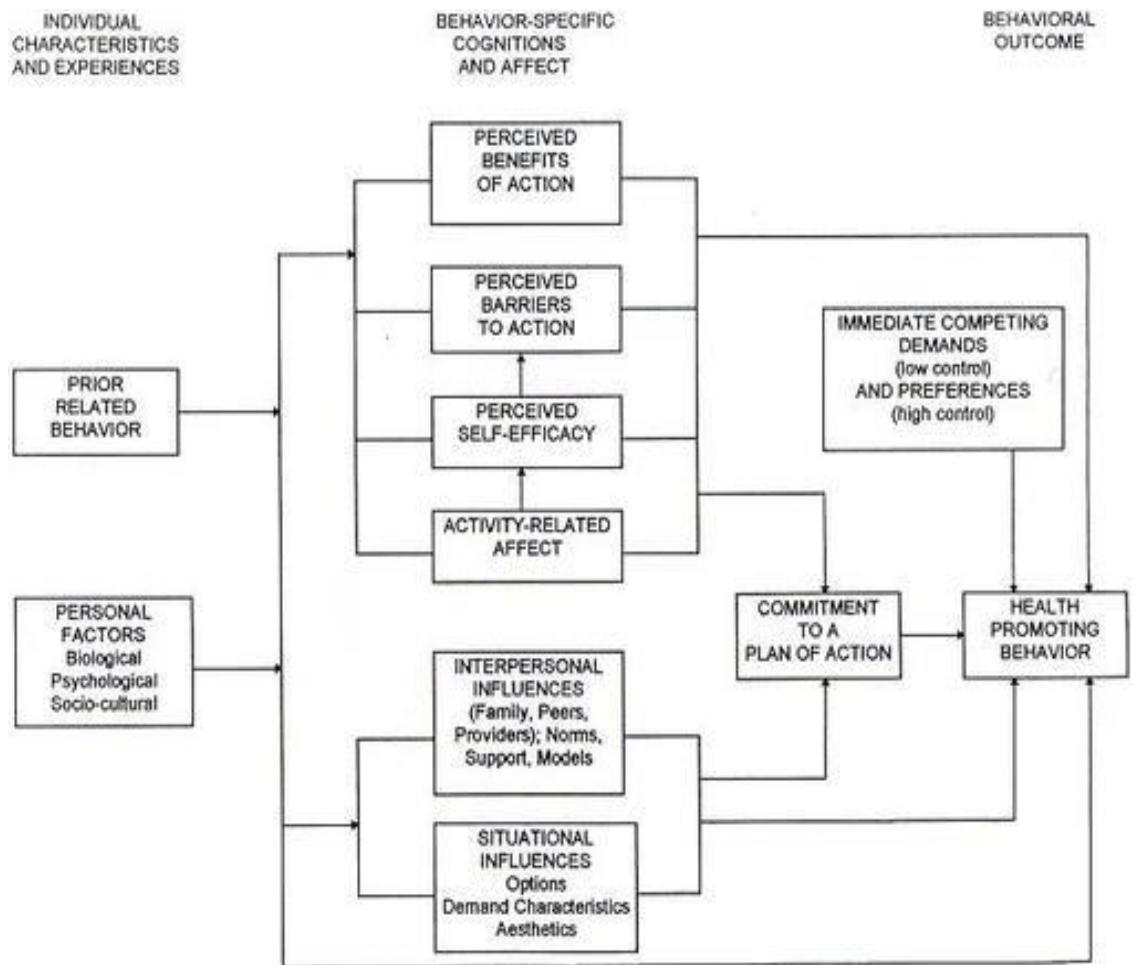 INDIVIDUAL
CHARACTERISTICS
AND EXPERIENCES
BEHAVIOR-SPECIFIC
COGNITIONS
AND AFFECT
BEHAVIORAL
OUTCOME
PERCEIVED
BENEFITS
OF ACTION
PERCEIVED
BARRIERS
TO ACTION
IMMEDIATE COMPETING
DEMANDS
(low control)
AND PREFERENCES
(high control)
PRIOR
RELATED
BEHAVIOR
PERCEIVED
SELF-EFFICACY
ACTIVITY-RELATED
AFFECT
PERSONAL
FACTORS
Biological
Psychological
Socio-cultural
COMMITMENT
TO A
PLAN OF ACTION
HEALTH
PROMOTING
BEHAVIOR
INTERPERSONAL
INFLUENCES
(Family, Peers,
Providers); Norms,
Support, Models
SITUATIONAL
INFLUENCES
Options
Demand Characteristics
Aesthetics